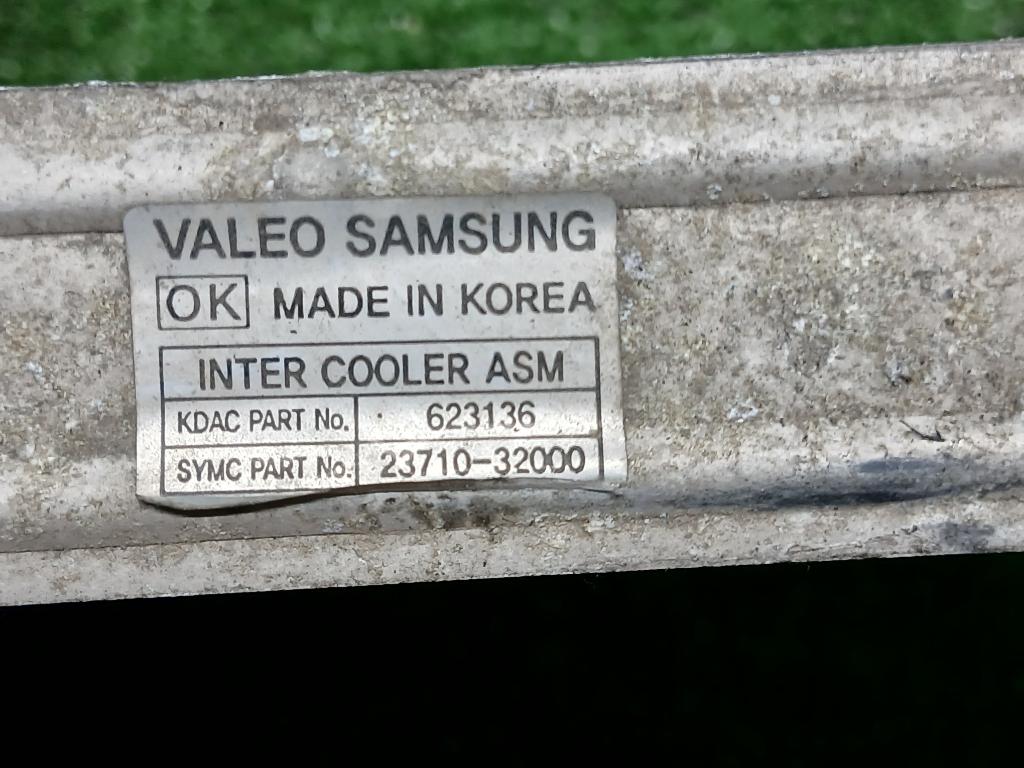 VALEO SAMSUNG
OK MADE IN KOREA
INTER COOLER ASM
KDAC PART No. 623136
SYMC PART No. 23710-32000